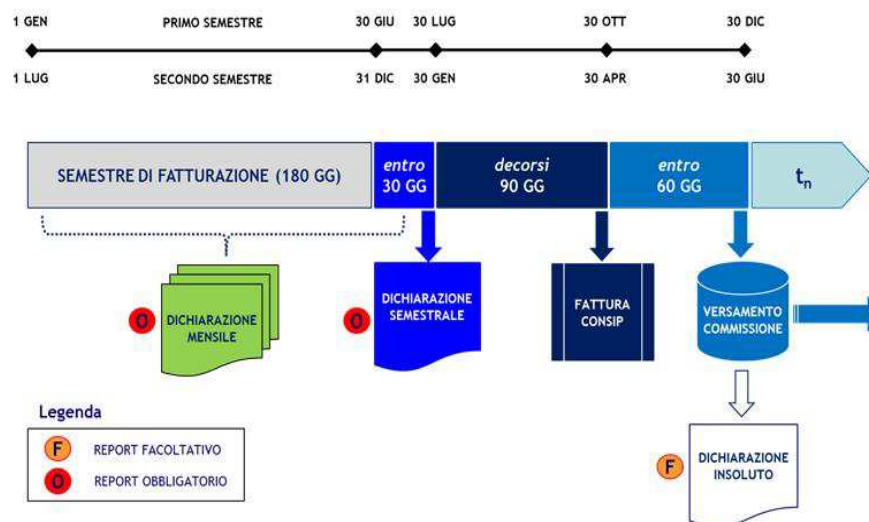 1 GEN PRIMO SEMESTRE 30 GIU 30 LUG 30 OTT 30 DIC
1 LUG SECONDO SEMESTRE 31 DIC 30 GEN 30 APR 30 GIU
SEMESTRE DI FATTURAZIONE (180 GG)
entro
30 GG
decorsi
90 GG
entro
60 GG
tn
O
DICHIARAZIONE
MENSILE
O
DICHIARAZIONE
SEMESTRALE
FATTURA
CONSIP
VERSAMENTO
COMMISSIONE
Legenda
F REPORT FACOLTATIVO
O REPORT OBBLIGATORIO
F
DICHIARAZIONE
INSOLUTO